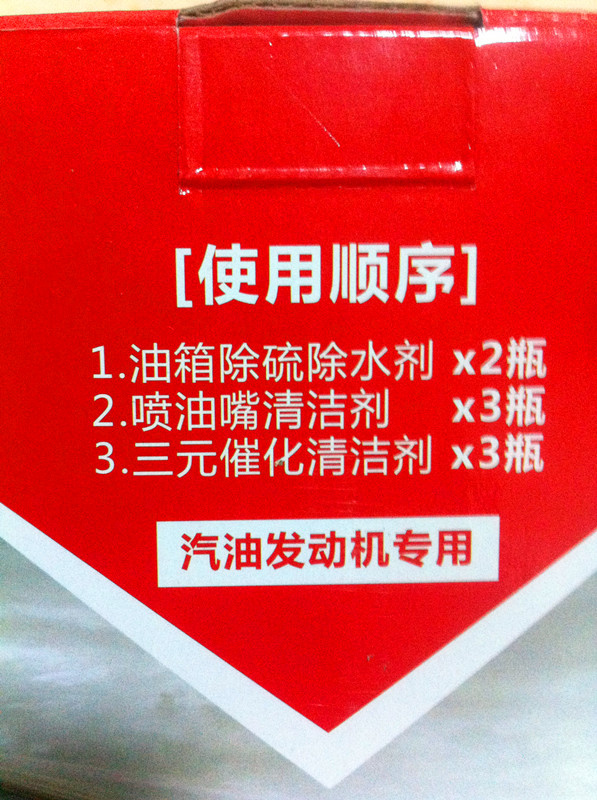 [使用顺序]
1.油箱除硫除水剂 x2瓶
2.喷油嘴清洁剂 x3瓶
3.三元催化清洁剂 x3瓶
汽油发动机专用